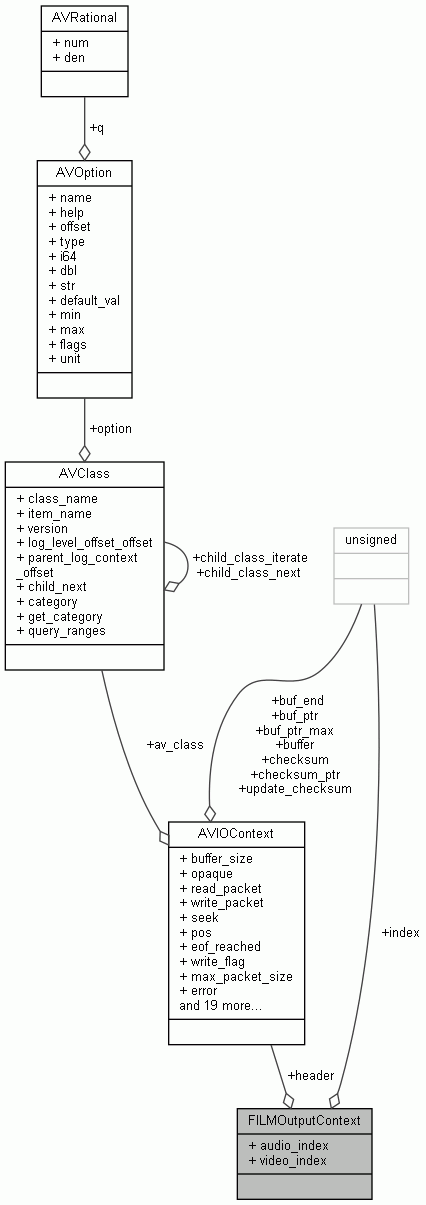 AVRational
+ num
+ den
+q
AVOption
+ name
+ help
+ offset
+ type
+ i64
+ dbl
+ str
+ default_val
+ min
+ max
+ flags
+ unit
+option
AVClass
+ class_name
+ item_name
+ version
+ log_level_offset_offset
+ parent_log_context
_offset
+ child_next
+ category
+ get_category
+ query_ranges
+child_class_iterate
+child_class_next
unsigned
+av_class
+buf_end
+buf_ptr
+buf_ptr_max
+buffer
+checksum
+checksum_ptr
+update_checksum
AVIOContext
+ buffer_size
+ opaque
+ read_packet
+ write_packet
+ seek
+ pos
+ eof_reached
+ write_flag
+ max_packet_size
+ error
and 19 more...
+index
+header
FILMOutputContext
+ audio_index
+ video_index